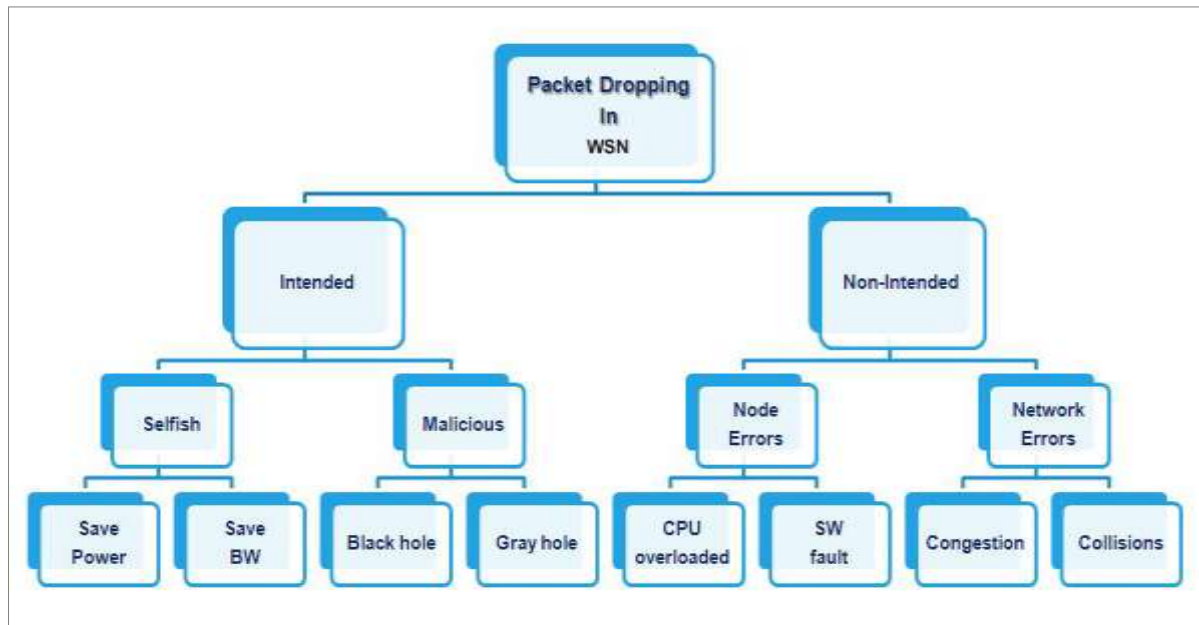 Packet Dropping
In
WSN
Intended
Non-Intended
Selfish
Malicious
Node
Errors
Network
Errors
Save
Power
Save
BW
Black hole
Gray hole
CPU
overloaded
SW
fault
Congestion
Collisions